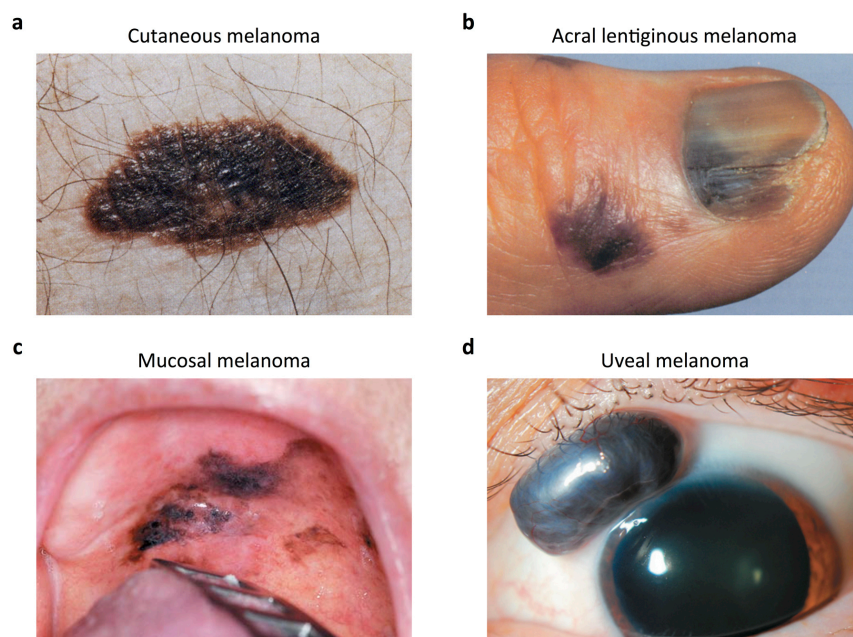 a
Cutaneous melanoma
b
Acral lentiginous melanoma
c
Mucosal melanoma
d
Uveal melanoma